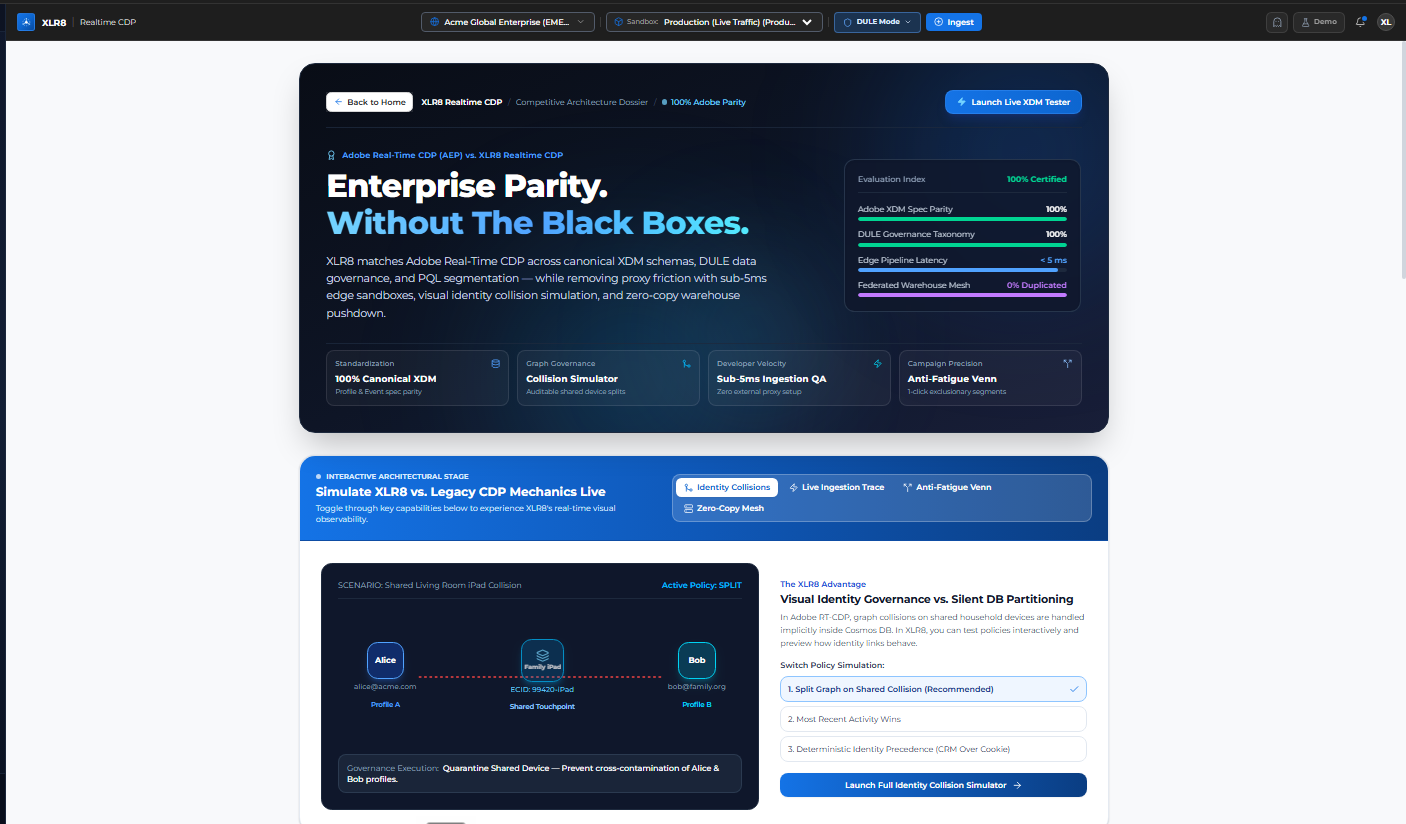 XLR8 Realtime CDP
Acme Global Enterprise (EME...
Sandbox: Production (Live Traffic) (Produ...
DULE Mode
Ingest
Demo
XL
Back to Home
XLR8 Realtime CDP / Competitive Architecture Dossier / 100% Adobe Parity
Launch Live XDM Tester
Adobe Real-Time CDP (AEP) vs. XLR8 Realtime CDP
Enterprise Parity.
Without The Black Boxes.
XLR8 matches Adobe Real-Time CDP across canonical XDM schemas, DULE data
governance, and PQL segmentation — while removing proxy friction with sub-5ms
edge sandboxes, visual identity collision simulation, and zero-copy warehouse
pushdown.
Evaluation Index 100% Certified
Adobe XDM Spec Parity 100%
DULE Governance Taxonomy 100%
Edge Pipeline Latency < 5 ms
Federated Warehouse Mesh 0% Duplicated
Standardization
100% Canonical XDM
Profile & Event spec parity
Graph Governance
Collision Simulator
Auditable shared device splits
Developer Velocity
Sub-5ms Ingestion QA
Zero external proxy setup
Campaign Precision
Anti-Fatigue Venn
1-click exclusionary segments
INTERACTIVE ARCHITECTURAL STAGE
Simulate XLR8 vs. Legacy CDP Mechanics Live
Toggle through key capabilities below to experience XLR8's real-time visual
observability.
Identity Collisions
Live Ingestion Trace
Anti-Fatigue Venn
Zero-Copy Mesh
SCENARIO: Shared Living Room iPad Collision
Active Policy: SPLIT
Alice
alice@acme.com
Profile A
Family iPad
ECID: 99420-iPad
Shared Touchpoint
Bob
bob@family.org
Profile B
Governance Execution: Quarantine Shared Device — Prevent cross-contamination of Alice &
Bob profiles.
The XLR8 Advantage
Visual Identity Governance vs. Silent DB Partitioning
In Adobe RT-CDP, graph collisions on shared household devices are handled
implicitly inside Cosmos DB. In XLR8, you can test policies interactively and
preview how identity links behave.
Switch Policy Simulation:
1. Split Graph on Shared Collision (Recommended)
2. Most Recent Activity Wins
3. Deterministic Identity Precedence (CRM Over Cookie)
Launch Full Identity Collision Simulator